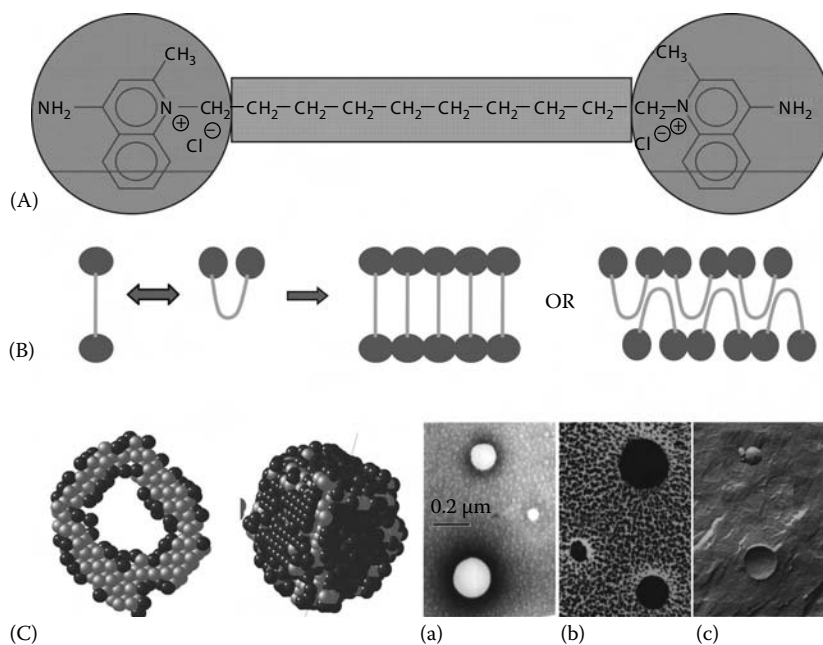 CH₃ CH₃
NH₂ N—CH₂—CH₂—CH₂—CH₂—CH₂—CH₂—CH₂—CH₂—CH₂—CH₂—N NH₂
⊕ ⊖ ⊖ ⊕
Cl Cl
(A)
OR
(B)
0.2 µm
(C) (a) (b) (c)